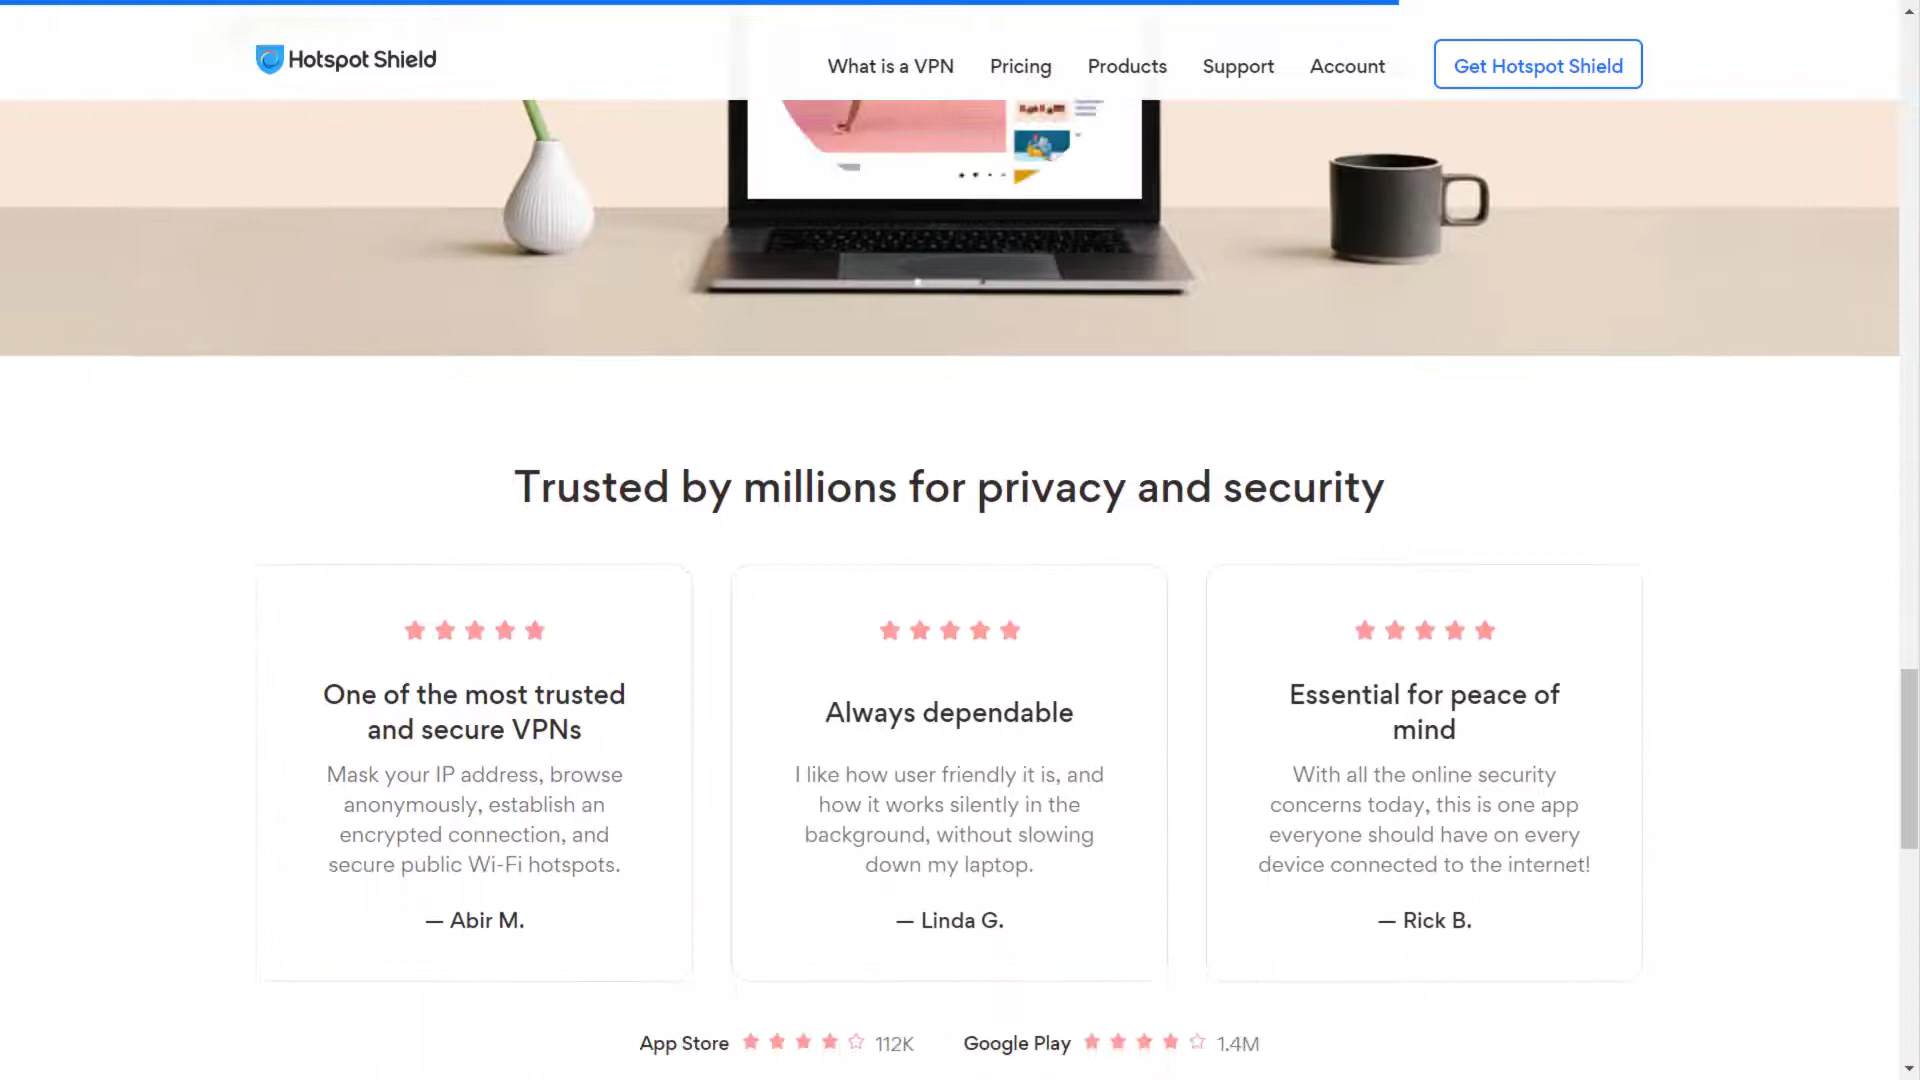 Hotspot Shield
What is a VPN
Pricing
Products
Support
Account
Get Hotspot Shield
Trusted by millions for privacy and security
One of the most trusted
and secure VPNs
Mask your IP address, browse
anonymously, establish an
encrypted connection, and
secure public Wi-Fi hotspots.
— Abir M.
Always dependable
I like how user friendly it is, and
how it works silently in the
background, without slowing
down my laptop.
— Linda G.
Essential for peace of
mind
With all the online security
concerns today, this is one app
everyone should have on every
device connected to the internet!
— Rick B.
App Store 112K
Google Play 1.4M